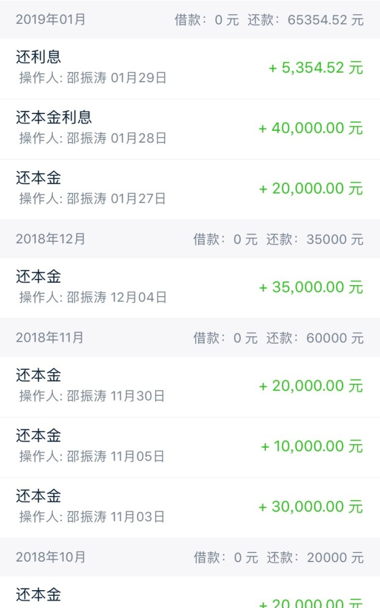 2019年01月 借款：0 元 还款：65354.52 元
还利息
操作人: 邵振涛 01月29日
+ 5,354.52 元
还本金利息
操作人: 邵振涛 01月28日
+ 40,000.00 元
还本金
操作人: 邵振涛 01月27日
+ 20,000.00 元
2018年12月 借款：0 元 还款：35000 元
还本金
操作人: 邵振涛 12月04日
+ 35,000.00 元
2018年11月 借款：0 元 还款：60000 元
还本金
操作人: 邵振涛 11月30日
+ 20,000.00 元
还本金
操作人: 邵振涛 11月05日
+ 10,000.00 元
还本金
操作人: 邵振涛 11月03日
+ 30,000.00 元
2018年10月 借款：0 元 还款：20000 元
还本金
+ 20,000.00 元